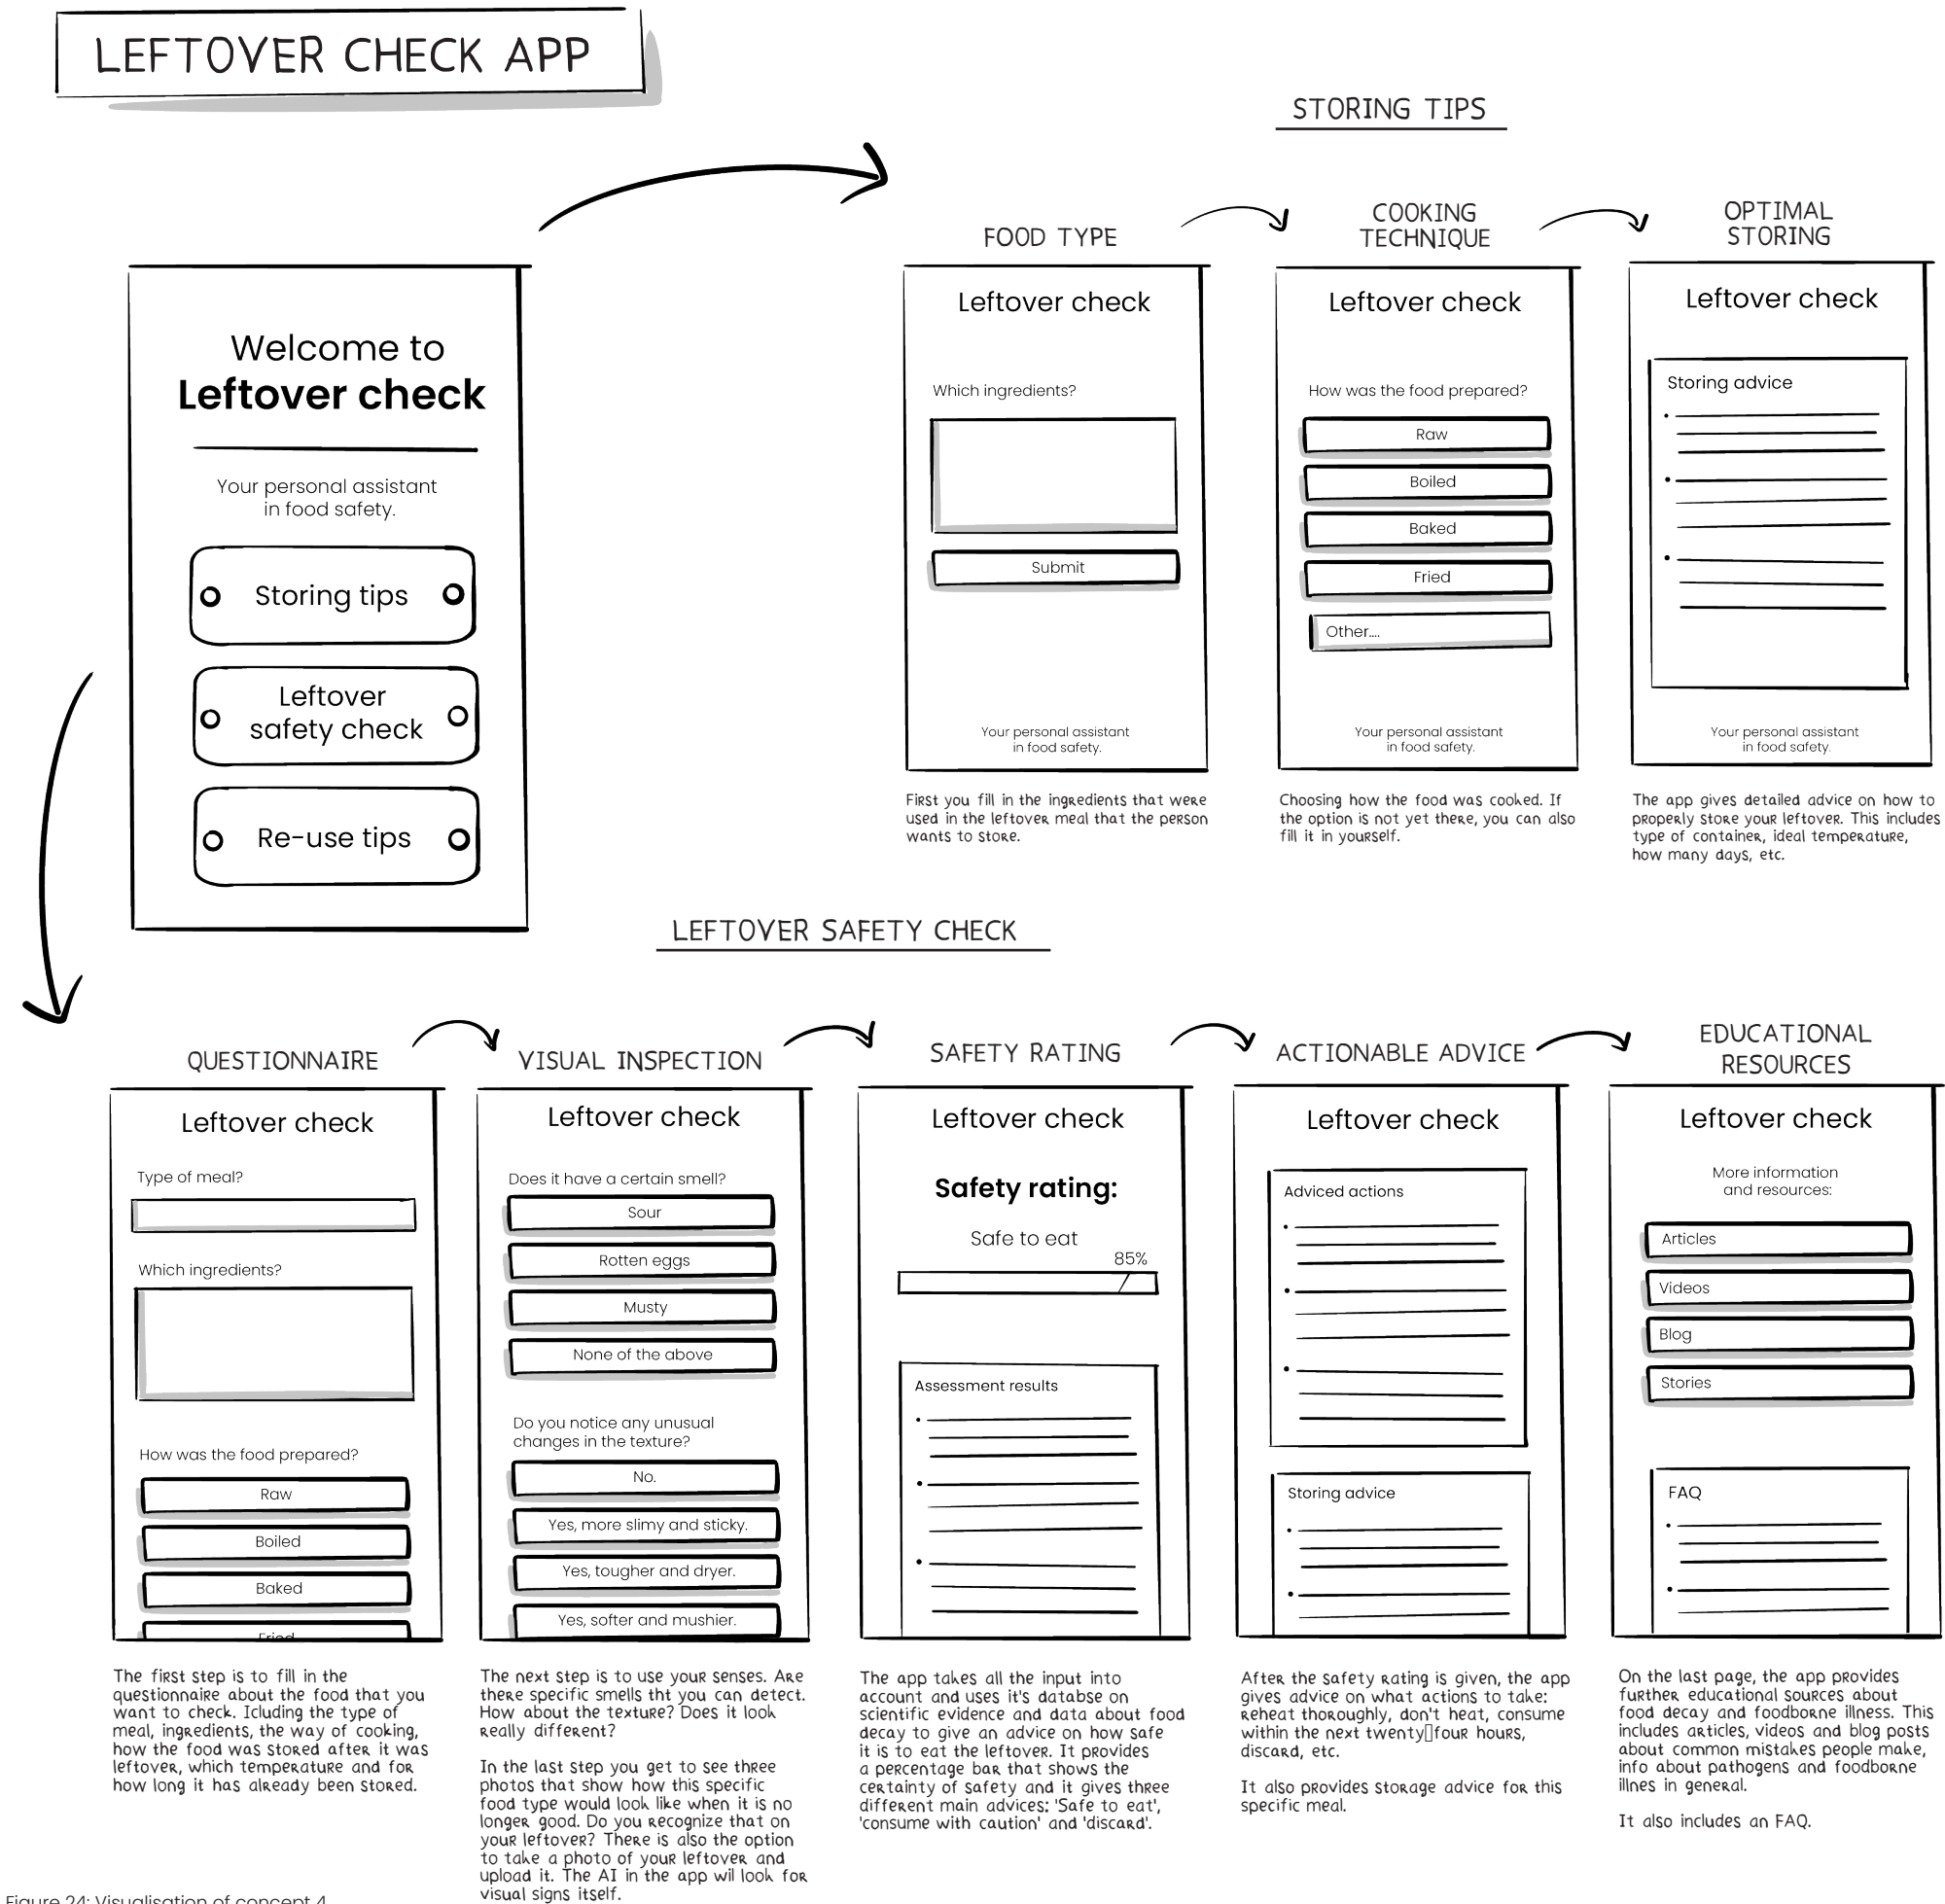 LEFTOVER CHECK APP
Welcome to
Leftover check
Your personal assistant
in food safety.
Storing tips
Leftover
safety check
Re-use tips
STORING TIPS
FOOD TYPE
Leftover check
Which ingredients?
Submit
Your personal assistant
in food safety.
First you fill in the ingredients that were
used in the leftover meal that the person
wants to store.
COOKING
TECHNIQUE
Leftover check
How was the food prepared?
Raw
Boiled
Baked
Fried
Other....
Your personal assistant
in food safety.
Choosing how the food was cooked. If
the option is not yet there, you can also
fill it in yourself.
OPTIMAL
STORING
Leftover check
Storing advice
Your personal assistant
in food safety.
The app gives detailed advice on how to
properly store your leftover. This includes
type of container, ideal temperature,
how many days, etc.
LEFTOVER SAFETY CHECK
QUESTIONNAIRE
Leftover check
Type of meal?
Which ingredients?
How was the food prepared?
Raw
Boiled
Baked
Fried
The first step is to fill in the
questionnaire about the food that you
want to check. Icluding the type of
meal, ingredients, the way of cooking,
how the food was stored after it was
leftover, which temperature and for
how long it has already been stored.
VISUAL INSPECTION
Leftover check
Does it have a certain smell?
Sour
Rotten eggs
Musty
None of the above
Do you notice any unusual
changes in the texture?
No.
Yes, more slimy and sticky.
Yes, tougher and dryer.
Yes, softer and mushier.
The next step is to use your senses. Are
there specific smells tht you can detect.
How about the texture? Does it look
really different?
In the last step you get to see three
photos that show how this specific
food type would look like when it is no
longer good. Do you recognize that on
your leftover? There is also the option
to take a photo of your leftover and
upload it. The AI in the app wil look for
visual signs itself.
SAFETY RATING
Leftover check
Safety rating:
Safe to eat
85%
Assessment results
The app takes all the input into
account and uses it's databse on
scientific evidence and data about food
decay to give an advice on how safe
it is to eat the leftover. It provides
a percentage bar that shows the
certainty of safety and it gives three
different main advices: 'Safe to eat',
'consume with caution' and 'discard'.
ACTIONABLE ADVICE
Leftover check
Adviced actions
Storing advice
After the safety rating is given, the app
gives advice on what actions to take:
Reheat thoroughly, don't heat, consume
within the next twenty▯four hours,
discard, etc.
It also provides storage advice for this
specific meal.
EDUCATIONAL
RESOURCES
Leftover check
More information
and resources:
Articles
Videos
Blog
Stories
FAQ
On the last page, the app provides
further educational sources about
food decay and foodborne illness. This
includes articles, videos and blog posts
about common mistakes people make,
info about pathogens and foodborne
illnes in general.
It also includes an FAQ.
Figure 24: Visualisation of concept 4